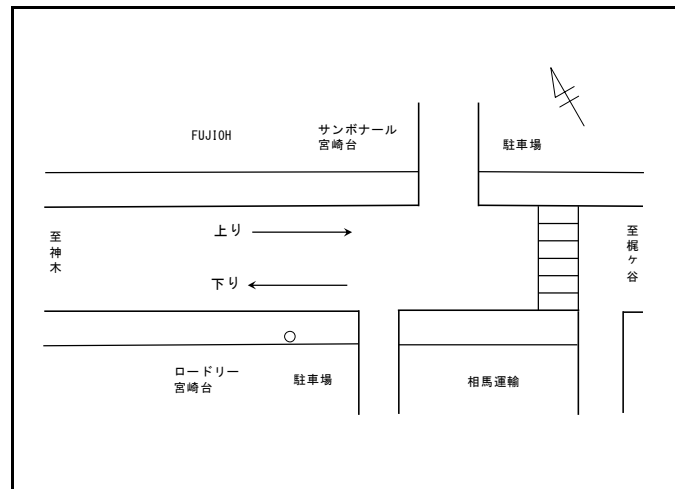 FUJIOH
サンボナール
宮崎台
駐車場
至神木
上り
至梶ヶ谷
下り
ロードリー
宮崎台
駐車場
相馬運輸